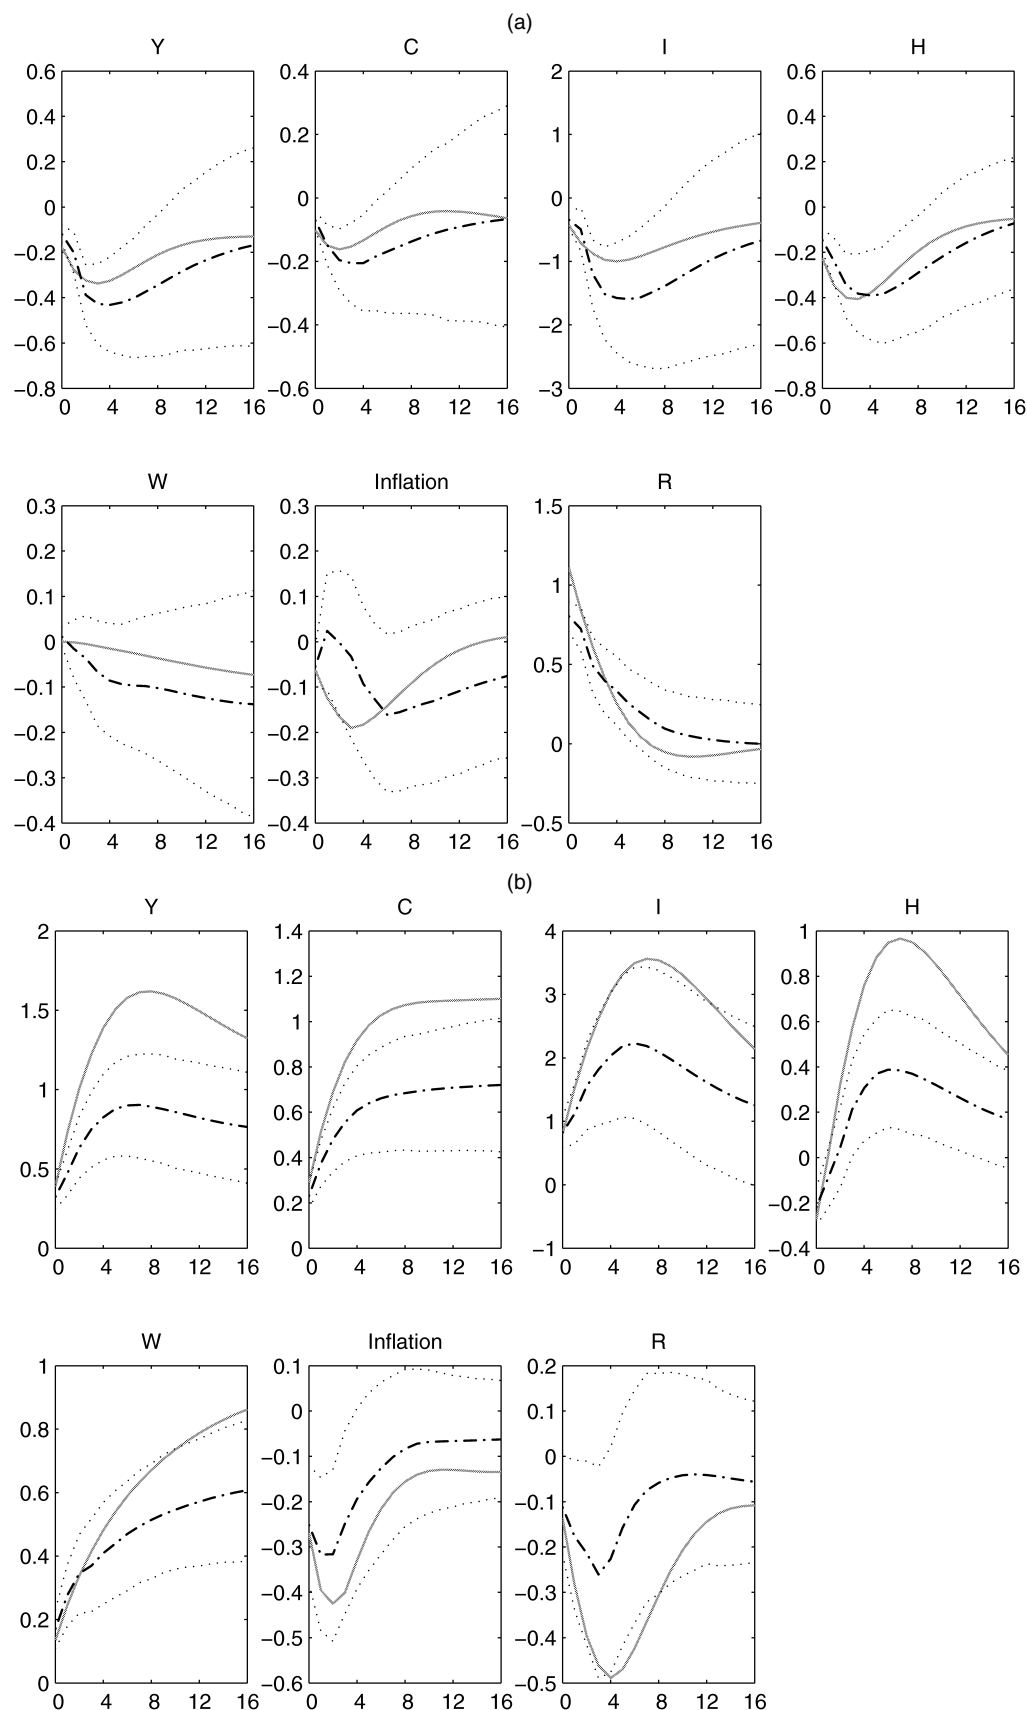 (a)
Y C I H
0.6 0.4 2 0.6
0.4 0.4
0.2 1
0.2 0.2
0 0 0 0
−0.2 −0.2 −1 −0.2
−0.4 −0.4
−0.4 −2
−0.6 −0.6
−0.8 −0.6 −3 −0.8
0 4 8 12 16 0 4 8 12 16 0 4 8 12 16 0 4 8 12 16
W Inflation R
0.3 0.3 1.5
0.2 0.2
0.1 0.1 1
0 0
−0.1 −0.1 0.5
−0.2 −0.2 0
−0.3 −0.3
−0.4 −0.4 −0.5
0 4 8 12 16 0 4 8 12 16 0 4 8 12 16
(b)
Y C I H
2 1.4 4 1
1.2 0.8
1.5 1 3 0.6
0.8 2 0.4
1 0.6 1 0.2
0.4 0
0.5 0.2 0 −0.2
0 0 −1 −0.4
0 4 8 12 16 0 4 8 12 16 0 4 8 12 16 0 4 8 12 16
W Inflation R
1 0.1 0.2
0 0.1
0.8
−0.1 0
0.6 −0.2 −0.1
0.4 −0.3 −0.2
−0.4 −0.3
0.2
−0.5 −0.4
0 −0.6 −0.5
0 4 8 12 16 0 4 8 12 16 0 4 8 12 16